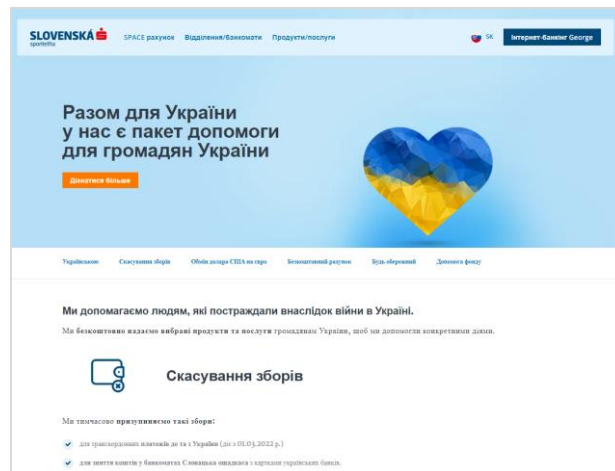 SLOVENSKÁ
sporiteľňa
SPACE рахунок Відділення/банкомати Продукти/послуги
SK
Інтернет-банкінг George
Разом для України
у нас є пакет допомоги
для громадян України
Дізнатися більше
Українською Скасування зборів Обмін долара США на євро Безкоштовний рахунок Будь обережний Допомога фонду
Ми допомагаємо людям, які постраждали внаслідок війни в Україні.
Ми безкоштовно надаємо вибрані продукти та послуги громадянам України, щоб ми допомогли конкретними діями.
Скасування зборів
Ми тимчасово призупиняємо такі збори:
для транскордонних платежів до та з України (діє з 01.03.2022 р.)
для зняття коштів у банкоматах Словацька ощадкаса з картками українських банків.